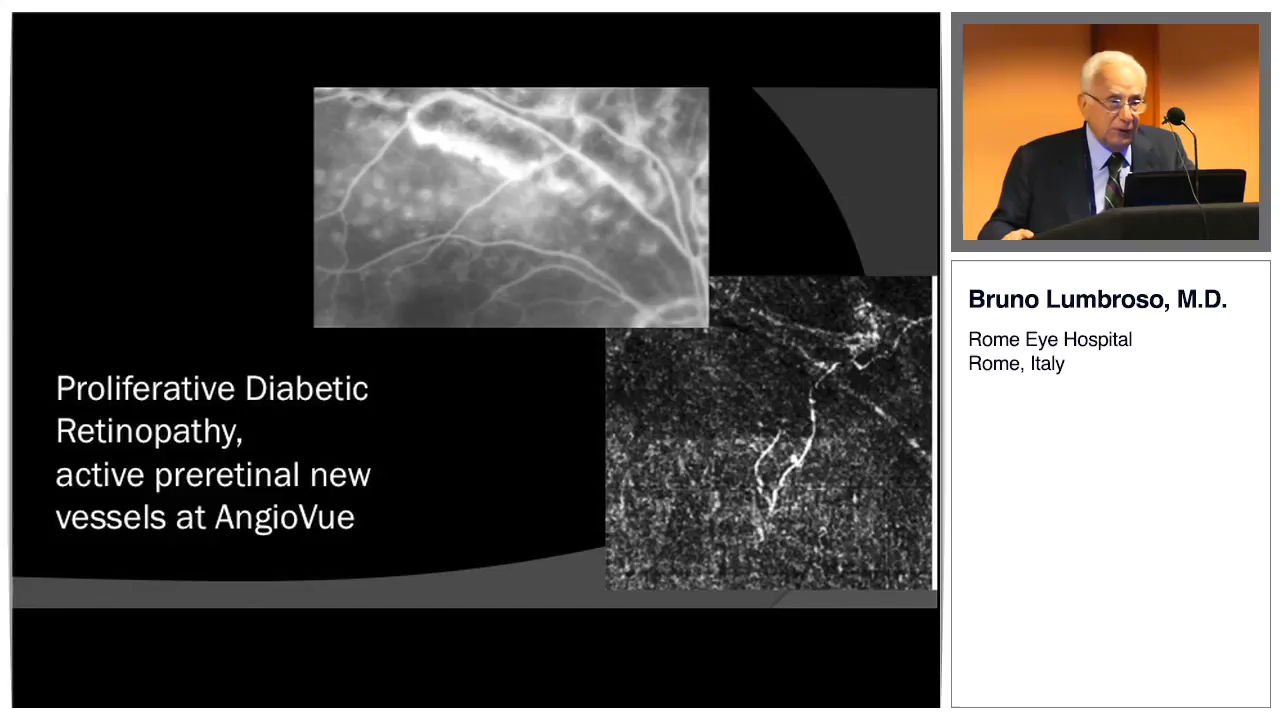 Proliferative Diabetic
Retinopathy,
active preretinal new
vessels at AngioVue
Bruno Lumbroso, M.D.
Rome Eye Hospital
Rome, Italy